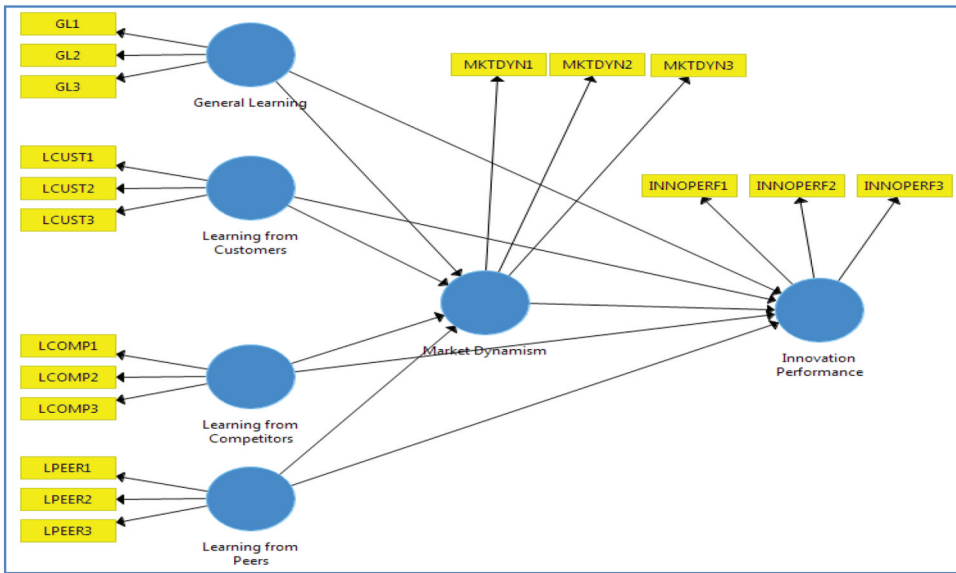 GL1
GL2
GL3
General Learning
MKTDYN1
MKTDYN2
MKTDYN3
LCUST1
LCUST2
LCUST3
Learning from
Customers
INNOPERF1
INNOPERF2
INNOPERF3
Market Dynamism
Innovation
Performance
LCOMP1
LCOMP2
LCOMP3
Learning from
Competitors
LPEER1
LPEER2
LPEER3
Learning from
Peers